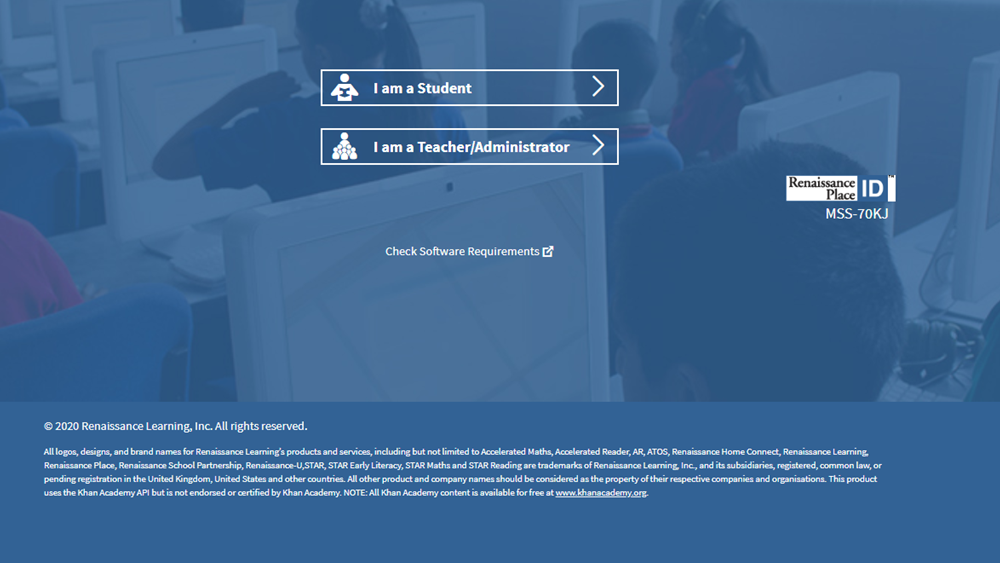 I am a Student
I am a Teacher/Administrator
Renaissance
Place ID
MSS-70KJ
Check Software Requirements
© 2020 Renaissance Learning, Inc. All rights reserved.
All logos, designs, and brand names for Renaissance Learning's products and services, including but not limited to Accelerated Maths, Accelerated Reader, AR, ATOS, Renaissance Home Connect, Renaissance Learning,
Renaissance Place, Renaissance School Partnership, Renaissance-U,STAR, STAR Early Literacy, STAR Maths and STAR Reading are trademarks of Renaissance Learning, Inc., and its subsidiaries, registered, common law, or
pending registration in the United Kingdom, United States and other countries. All other product and company names should be considered as the property of their respective companies and organisations. This product
uses the Khan Academy API but is not endorsed or certified by Khan Academy. NOTE: All Khan Academy content is available for free at www.khanacademy.org.